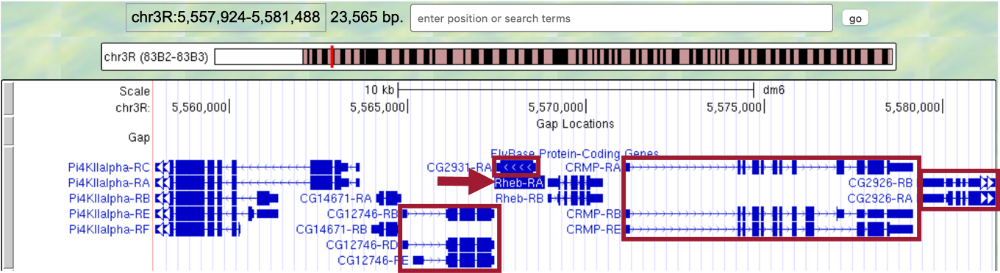 chr3R:5,557,924-5,581,488 23,565 bp. enter position or search terms go
chr3R (83B2-83B3)
Scale 10 kb dm6
chr3R: 5,560,000 5,565,000 5,570,000 5,575,000 5,580,000
Gap Locations
Gap
FlyBase Protein-Coding Genes
Pi4KIIalpha-RC CG2931-RA CRMP-RA
Pi4KIIalpha-RA Rheb-RA CG2926-RB
Pi4KIIalpha-RB CG14671-RA Rheb-RB CG2926-RA
Pi4KIIalpha-RE CG12746-RB CRMP-RB
Pi4KIIalpha-RF CG14671-RB CRMP-RE
CG12746-RD
CG12746-RE